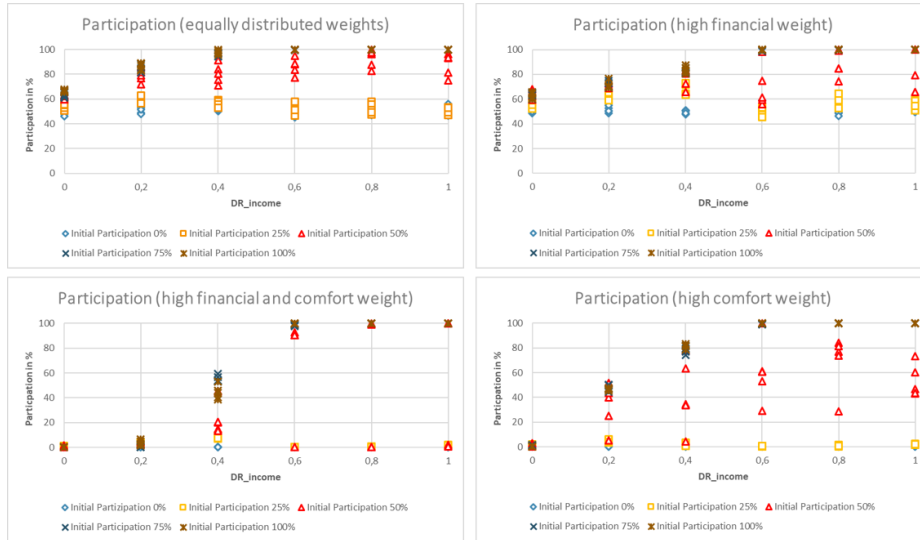 Participation (equally distributed weights)
100
80
60
40
20
0
Particpation in %
0 0,2 0,4 0,6 0,8 1
DR_income
Initial Participation 0% Initial Participation 25% Initial Participation 50%
Initial Participation 75% Initial Participation 100%
Participation (high financial weight)
100
80
60
40
20
0
Particpation in %
0 0,2 0,4 0,6 0,8 1
DR_income
Initial Participation 0% Initial Participation 25% Initial Participation 50%
Initial Participation 75% Initial Participation 100%
Participation (high financial and comfort weight)
100
80
60
40
20
0
Particpation in %
0 0,2 0,4 0,6 0,8 1
DR_income
Initial Partizipation 0% Initial Participation 25% Initial Participation 50%
Initial Participation 75% Initial Participation 100%
Participation (high comfort weight)
100
80
60
40
20
0
Particpation in %
0 0,2 0,4 0,6 0,8 1
DR_income
Initial Participation 0% Initial Participation 25% Initial Participation 50%
Initial Participation 75% Initial Participation 100%